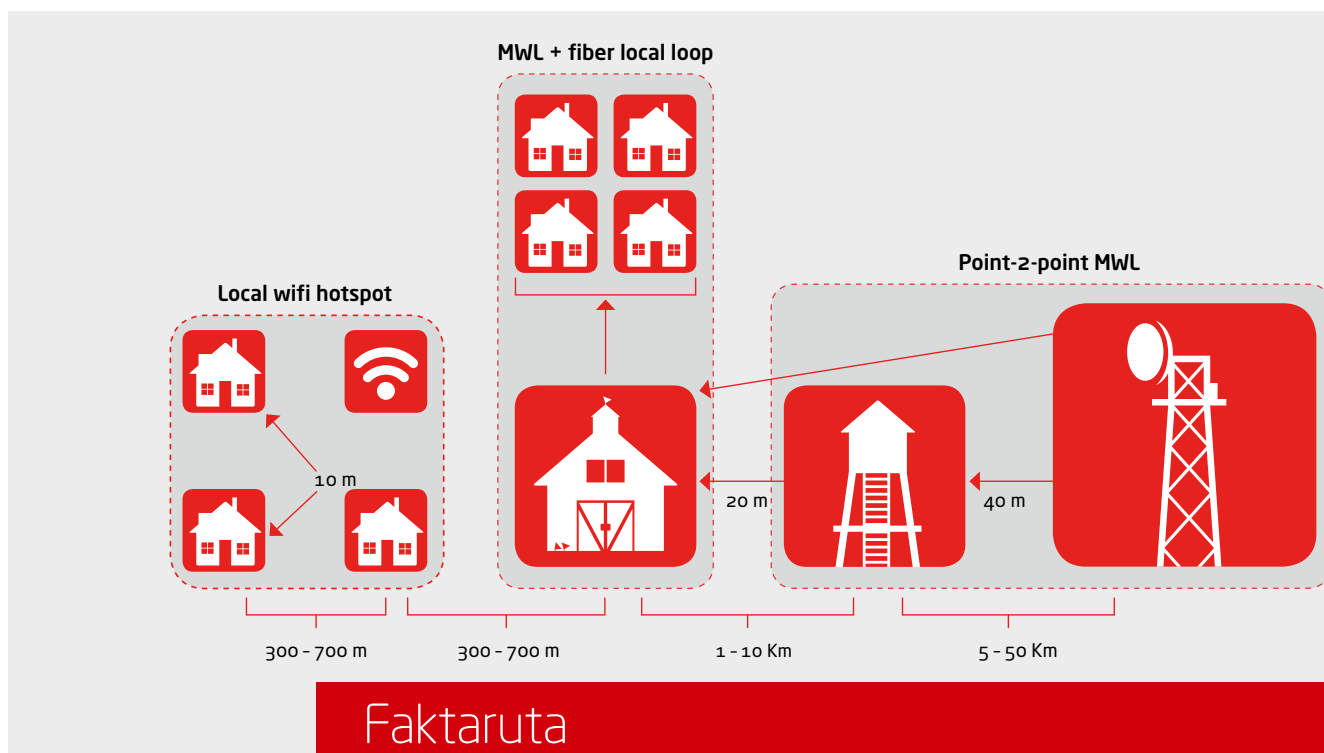 MWL + fiber local loop
Point-2-point MWL
Local wifi hotspot
10 m
20 m
40 m
300 - 700 m
300 - 700 m
1 - 10 Km
5 - 50 Km
Faktaruta